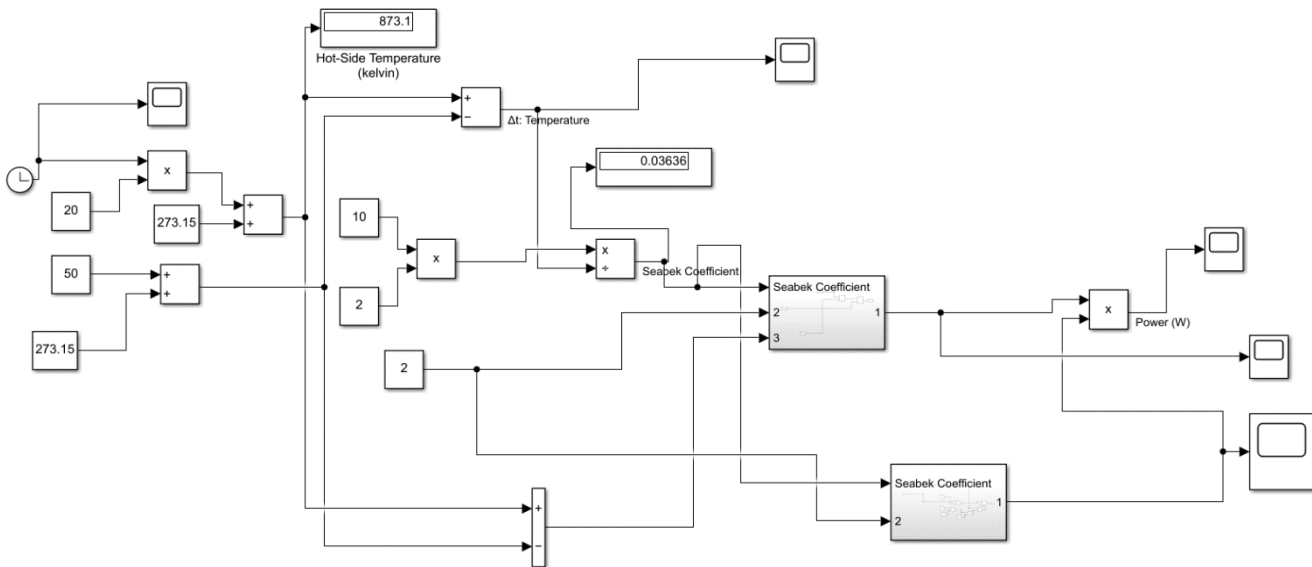 873.1
Hot-Side Temperature
(kelvin)
+
−
Δt: Temperature
x
0.03636
20
+
+
273.15
10
x
x
÷
50
+
+
Seabek Coefficient
2
273.15
Seabek Coefficient
2
3
1
x
Power (W)
2
Seabek Coefficient
2
1
+
−